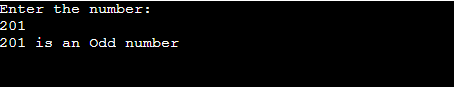 Enter the number:
201
201 is an Odd number